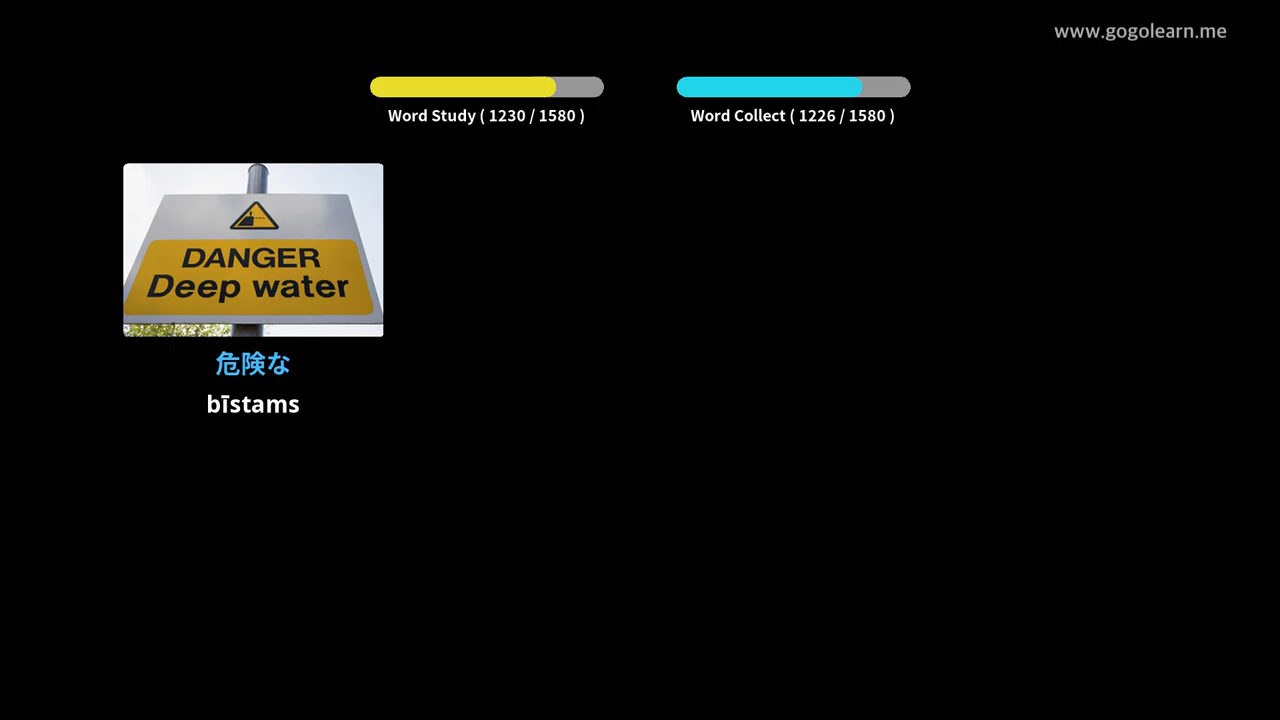 www.gogolearn.me
Word Study ( 1230 / 1580 )
Word Collect ( 1226 / 1580 )
DANGER
Deep water
危険な
bīstams